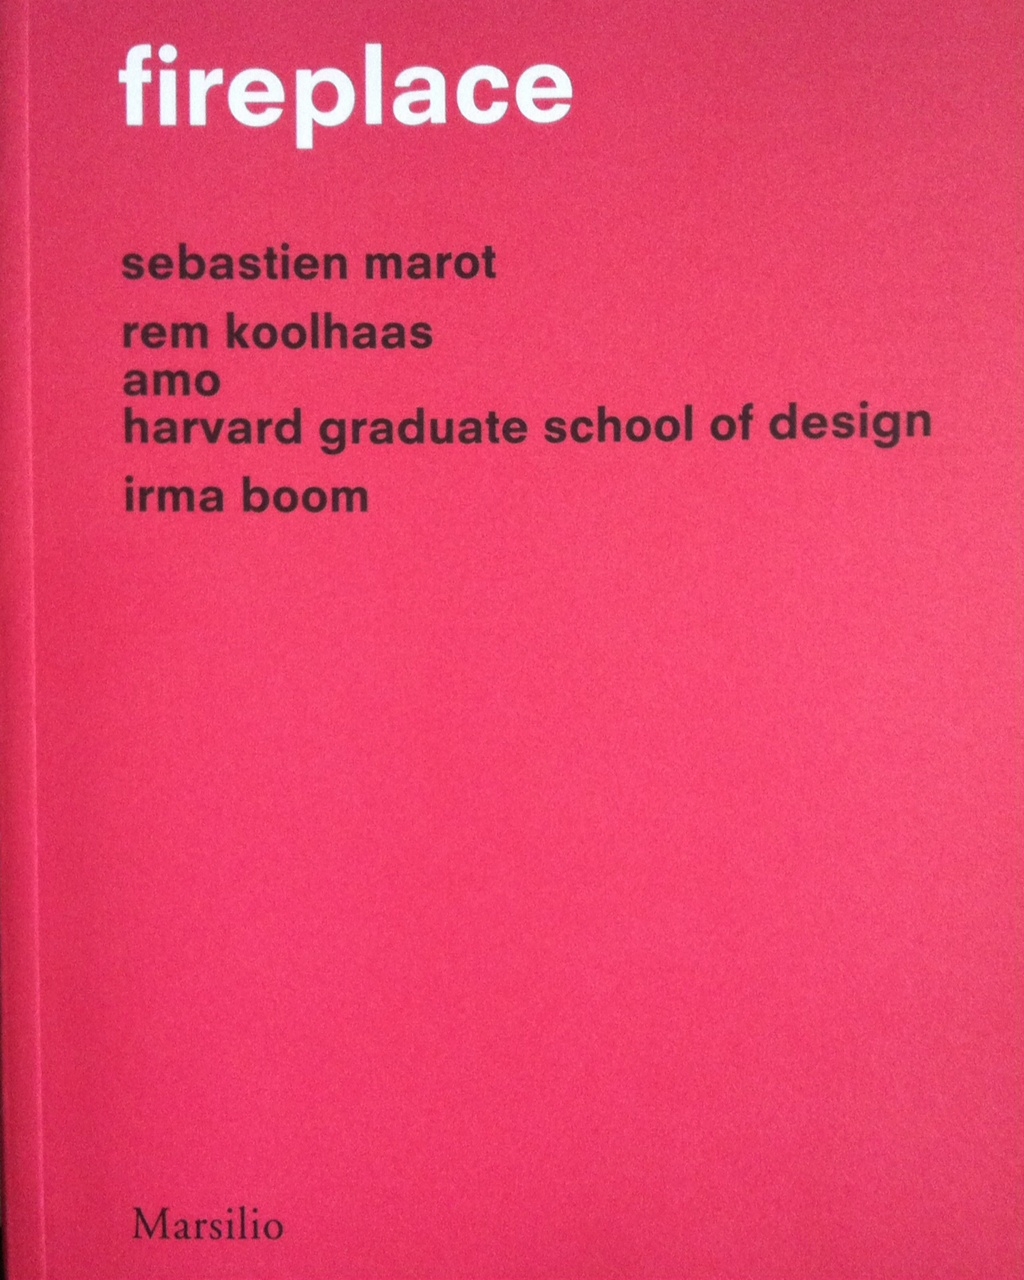 fireplace
sebastien marot
rem koolhaas
amo
harvard graduate school of design
irma boom
Marsilio